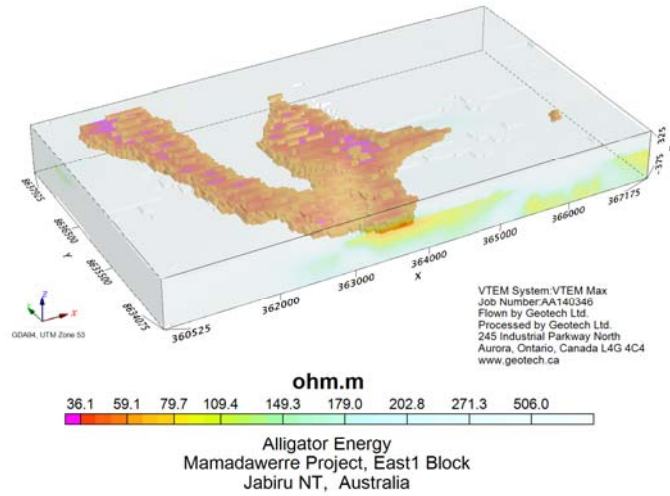 325
-375
8637925
8636500
Y
8635500
8634075
367175
366000
365000
364000
X
363000
362000
360525
Z
Y
X
GDA94, UTM Zone 53
VTEM System:VTEM Max
Job Number:AA140346
Flown by Geotech Ltd.
Processed by Geotech Ltd.
245 Industrial Parkway North
Aurora, Ontario, Canada L4G 4C4
www.geotech.ca
ohm.m
36.1 59.1 79.7 109.4 149.3 179.0 202.8 271.3 506.0
Alligator Energy
Mamadawerre Project, East1 Block
Jabiru NT, Australia